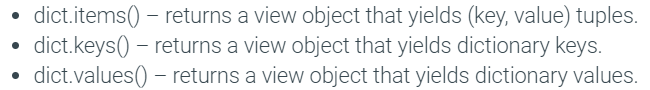 • dict.items() – returns a view object that yields (key, value) tuples.
• dict.keys() – returns a view object that yields dictionary keys.
• dict.values() – returns a view object that yields dictionary values.